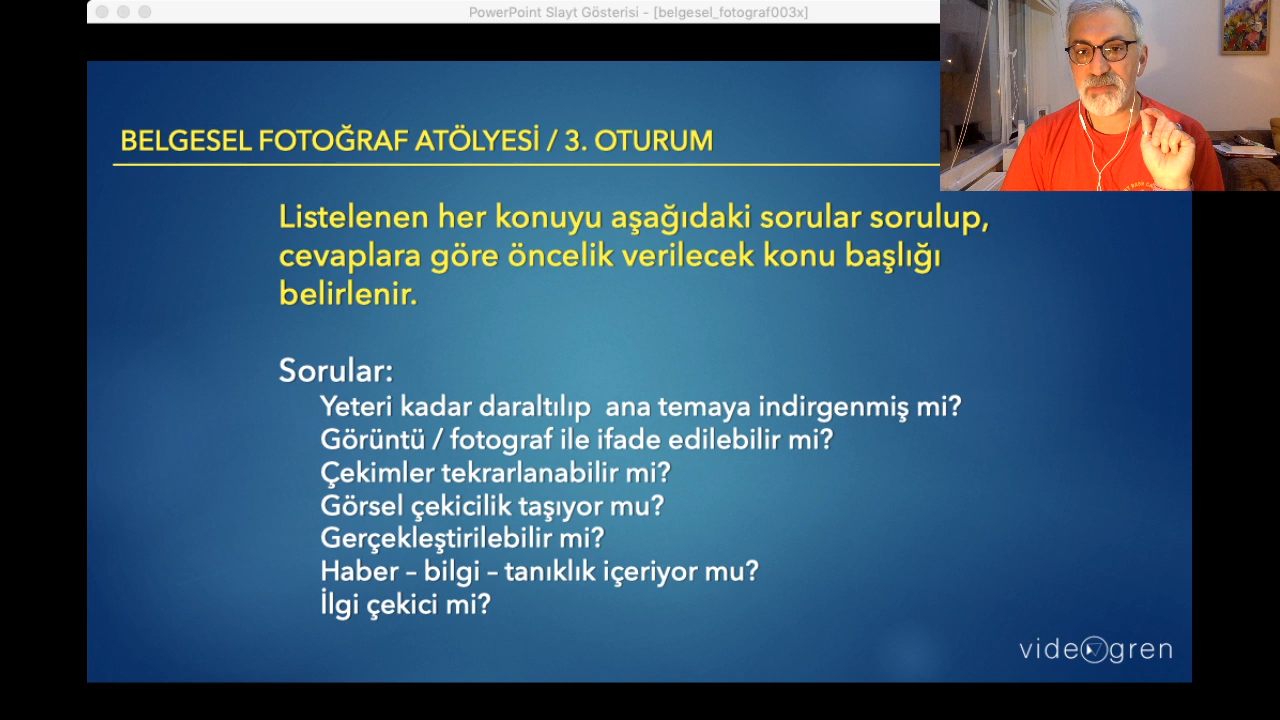 PowerPoint Slayt Gösterisi - [belgesel_fotograf003x]
BELGESEL FOTOĞRAF ATÖLYESİ / 3. OTURUM
Listelenen her konuyu aşağıdaki sorular sorulup,
cevaplara göre öncelik verilecek konu başlığı
belirlenir.
Sorular:
Yeteri kadar daraltılıp ana temaya indirgenmiş mi?
Görüntü / fotograf ile ifade edilebilir mi?
Çekimler tekrarlanabilir mi?
Görsel çekicilik taşıyor mu?
Gerçekleştirilebilir mi?
Haber – bilgi – tanıklık içeriyor mu?
İlgi çekici mi?
videogren